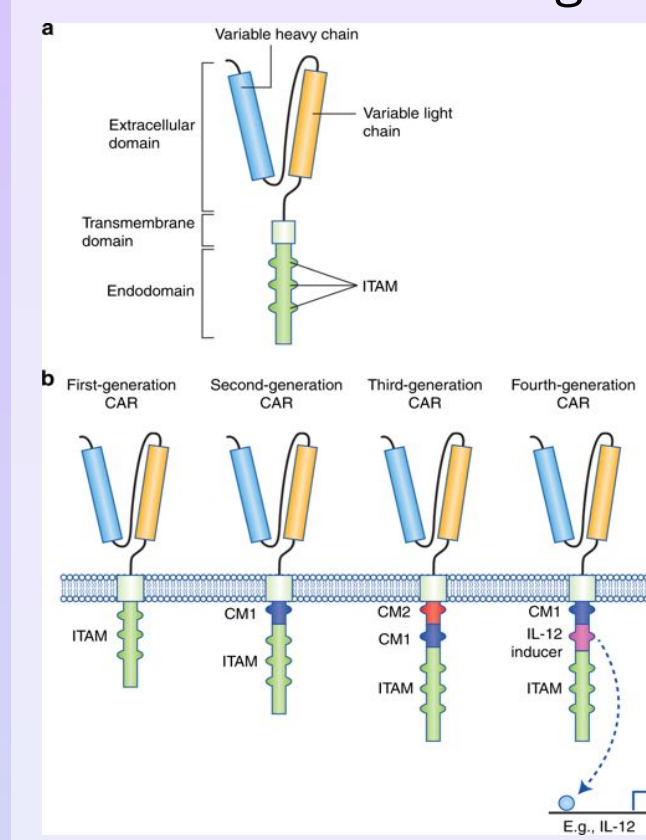 a
Variable heavy chain
Extracellular
domain
Variable light
chain
Transmembrane
domain
Endodomain
ITAM
b
First-generation
CAR
Second-generation
CAR
Third-generation
CAR
Fourth-generation
CAR
ITAM
CM1
ITAM
CM2
CM1
ITAM
CM1
IL-12
inducer
ITAM
E.g., IL-12